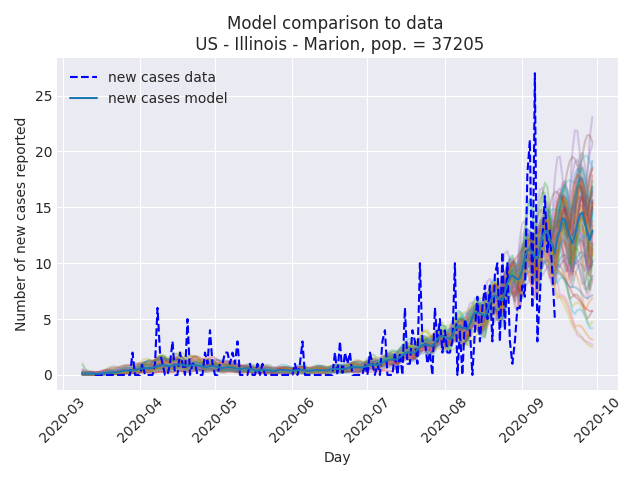 Model comparison to data
US - Illinois - Marion, pop. = 37205
new cases data
new cases model
Number of new cases reported
25
20
15
10
5
0
2020-03
2020-04
2020-05
2020-06
2020-07
2020-08
2020-09
2020-10
Day